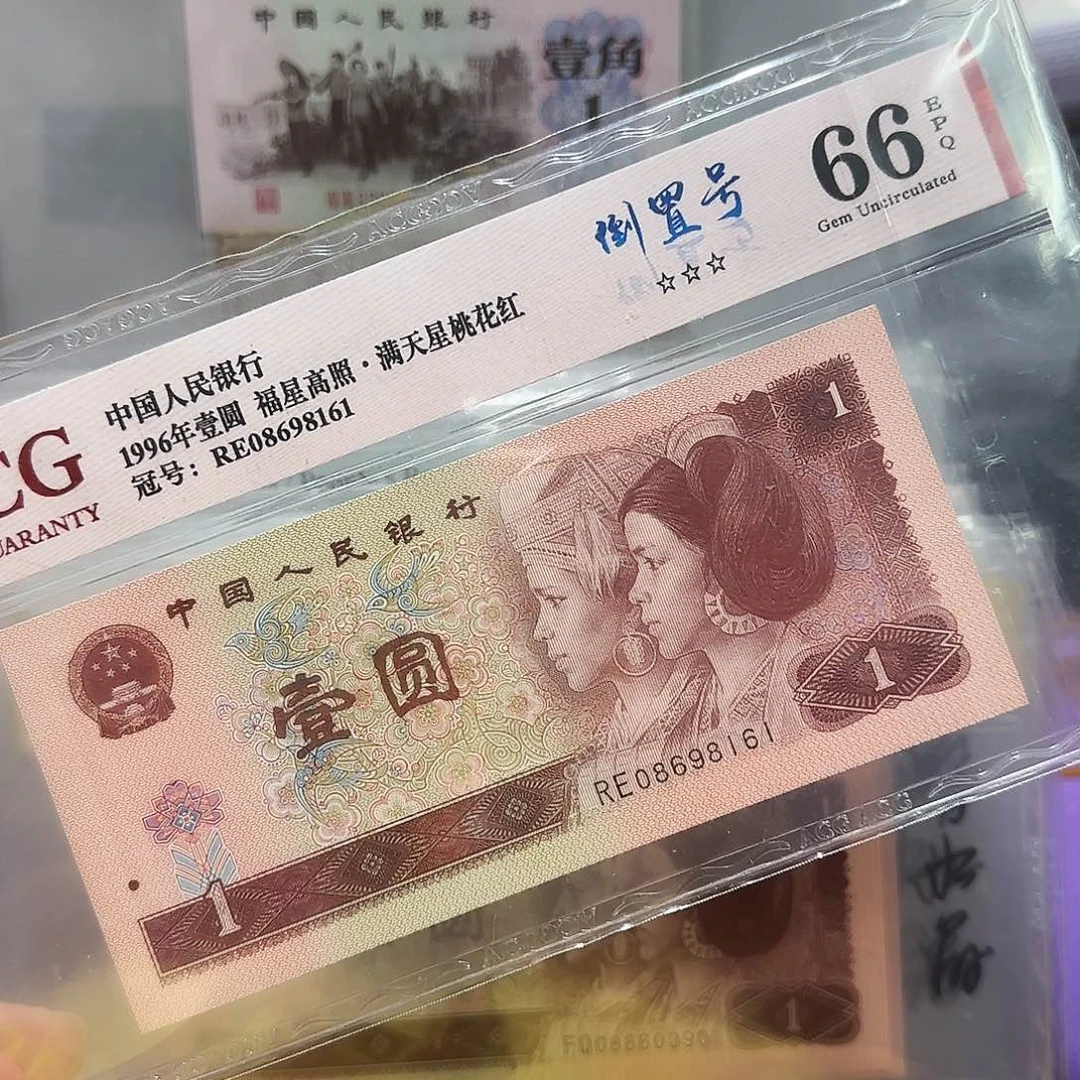 中国人民银行
壹角
1
66
EPQ
Gem Uncirculated
倒置号
☆☆☆
中国人民银行
1996年壹圆 福星高照·满天星桃花红
冠号：RE08698161
CG
UARANTY
中国人民银行
壹圆
1
1
RE08698161
1
1